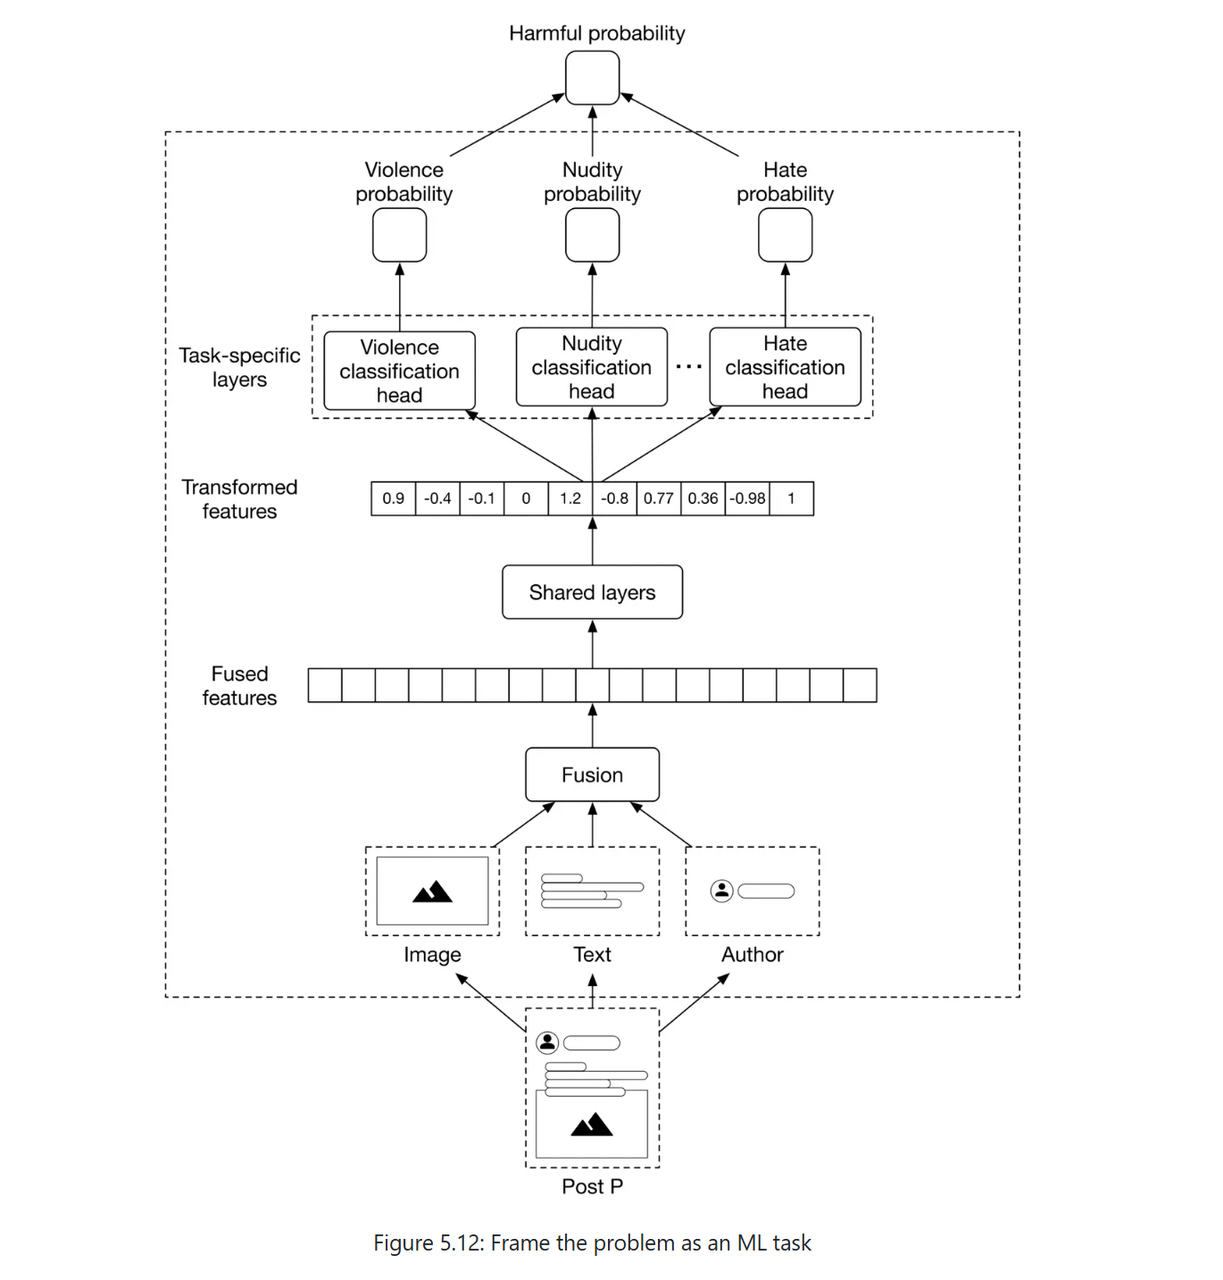 Harmful probability
Violence
probability
Nudity
probability
Hate
probability
Task-specific
layers
Violence
classification
head
Nudity
classification
head
...
Hate
classification
head
Transformed
features
0.9 -0.4 -0.1 0 1.2 -0.8 0.77 0.36 -0.98 1
Shared layers
Fused
features
Fusion
Image
Text
Author
Post P
Figure 5.12: Frame the problem as an ML task